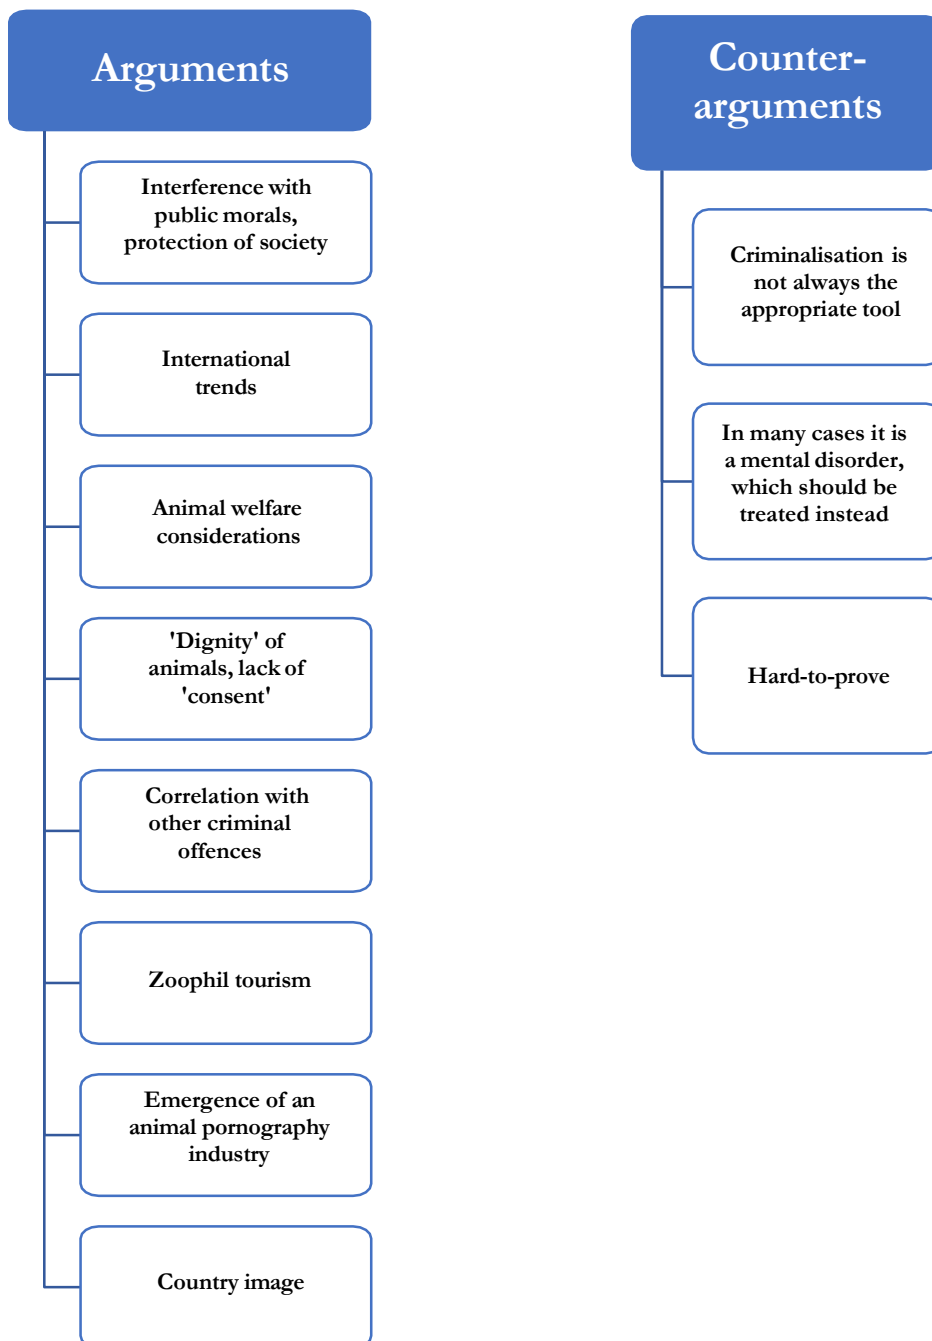 Arguments
Interference with
public morals,
protection of society
International
trends
Animal welfare
considerations
'Dignity' of
animals, lack of
'consent'
Correlation with
other criminal
offences
Zoophil tourism
Emergence of an
animal pornography
industry
Country image
Counter-
arguments
Criminalisation is
not always the
appropriate tool
In many cases it is
a mental disorder,
which should be
treated instead
Hard-to-prove